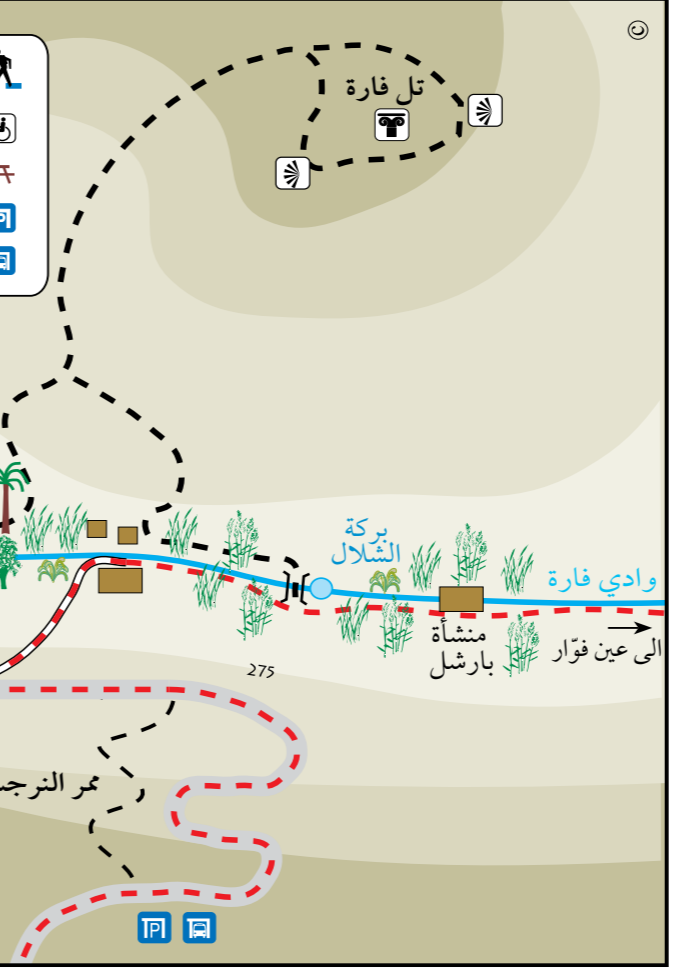 ©
تل فارة
بركة
الشلال
وادي فارة
الى عين فوّار
منشأة
بارشل
275
ممر النرجس
P
P